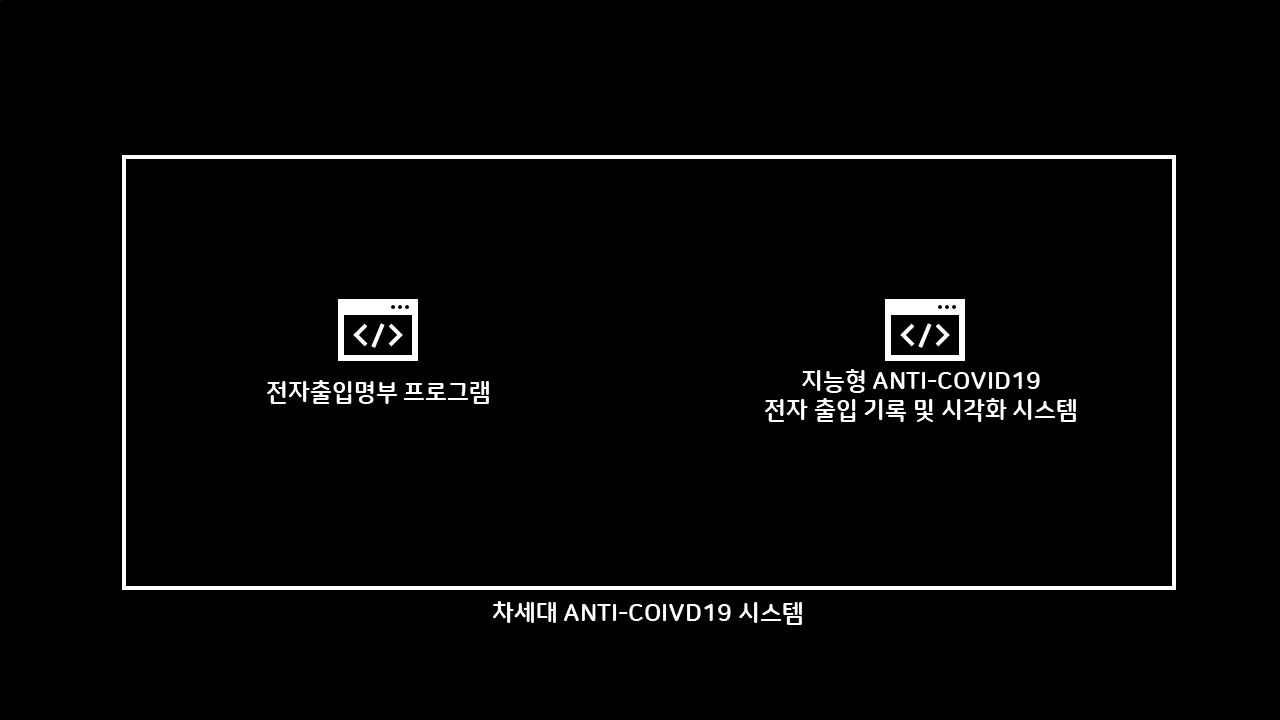 전자출입명부 프로그램
지능형 ANTI-COVID19
전자 출입 기록 및 시각화 시스템
차세대 ANTI-COIVD19 시스템